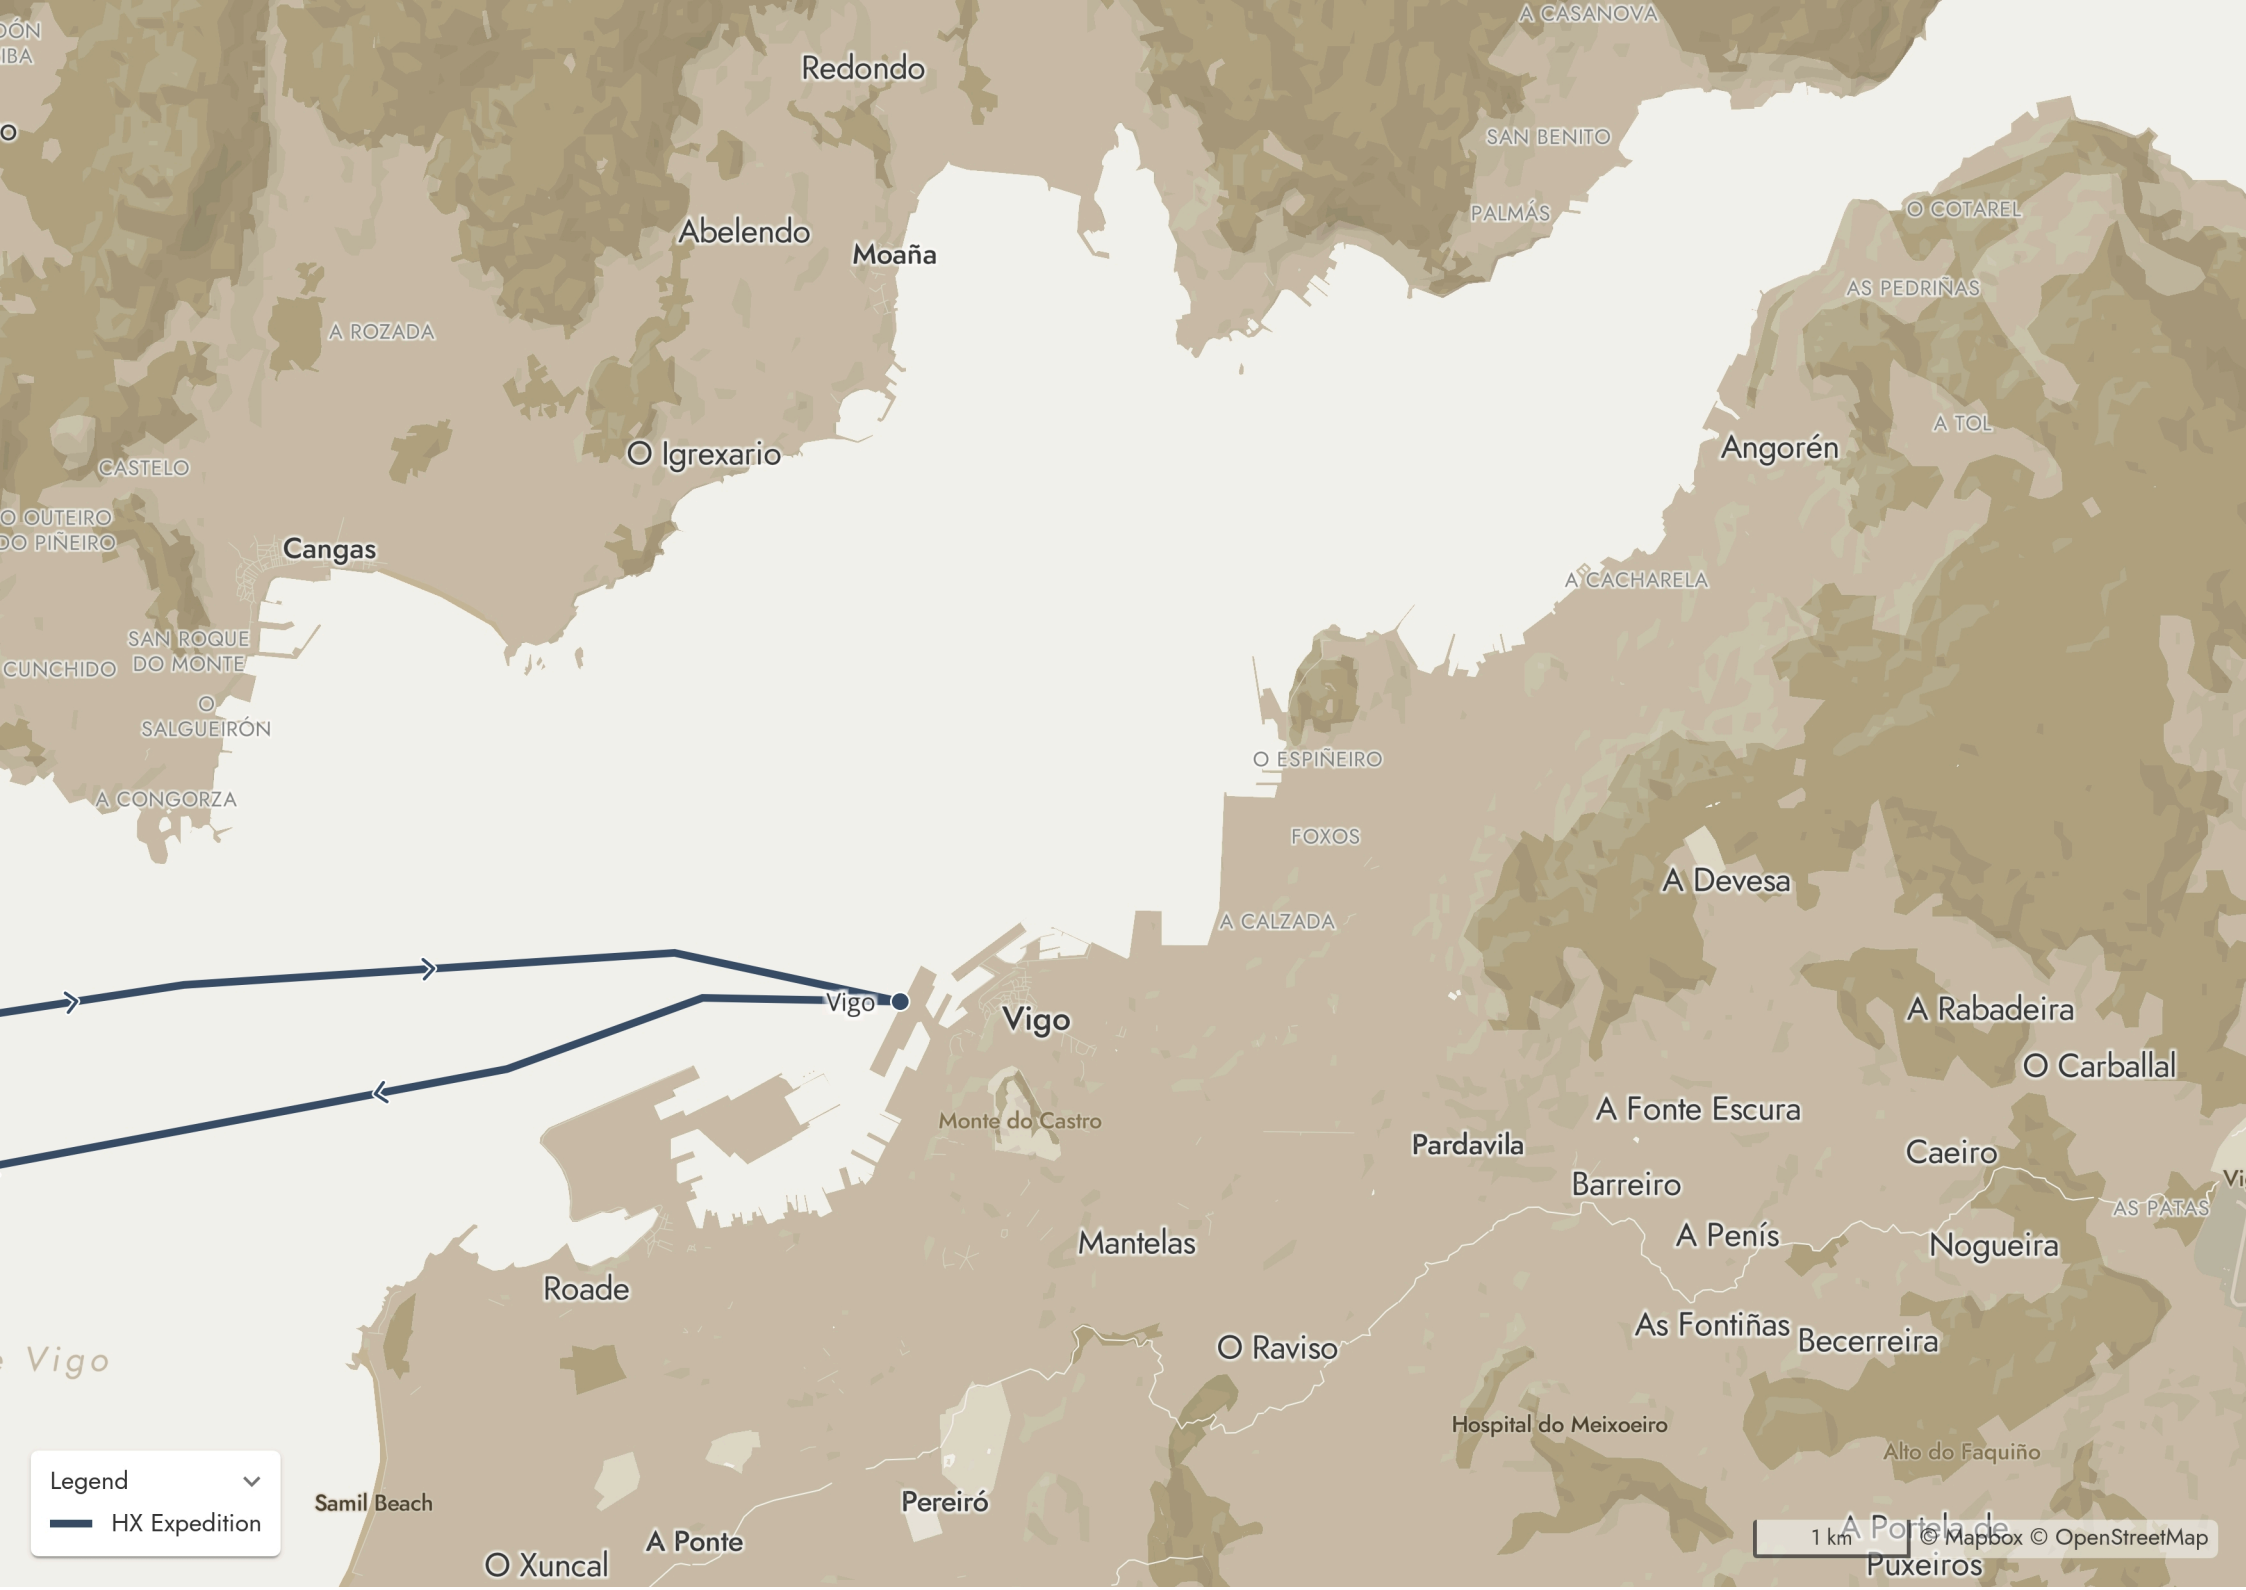 A CASANOVA
IBA
Redondo
O
SAN BENITO
PALMÁS
O COTAREL
Abelendo
Moaña
AS PEDRIÑAS
A ROZADA
A TOL
Angorén
O Igrexario
CASTELO
O OUTEIRO
DO PIÑEIRO
Cangas
A CACHARELA
SAN ROQUE
DO MONTE
CUNCHIDO
O
SALGUEIRÓN
O ESPIÑEIRO
A CONGORZA
FOXOS
A Devesa
A CALZADA
Vigo
Vigo
A Rabadeira
O Carballal
A Fonte Escura
Monte do Castro
Pardavila
Caeiro
Barreiro
AS PATAS
A Penís
Mantelas
Nogueira
Roade
As Fontiñas
Becerreira
O Raviso
Vigo
Hospital do Meixoeiro
Alto do Faquiño
Legend
HX Expedition
Samil Beach
Pereiró
A Ponte
O Xuncal
A Portela de
Puxeiros
1 km
© Mapbox © OpenStreetMap